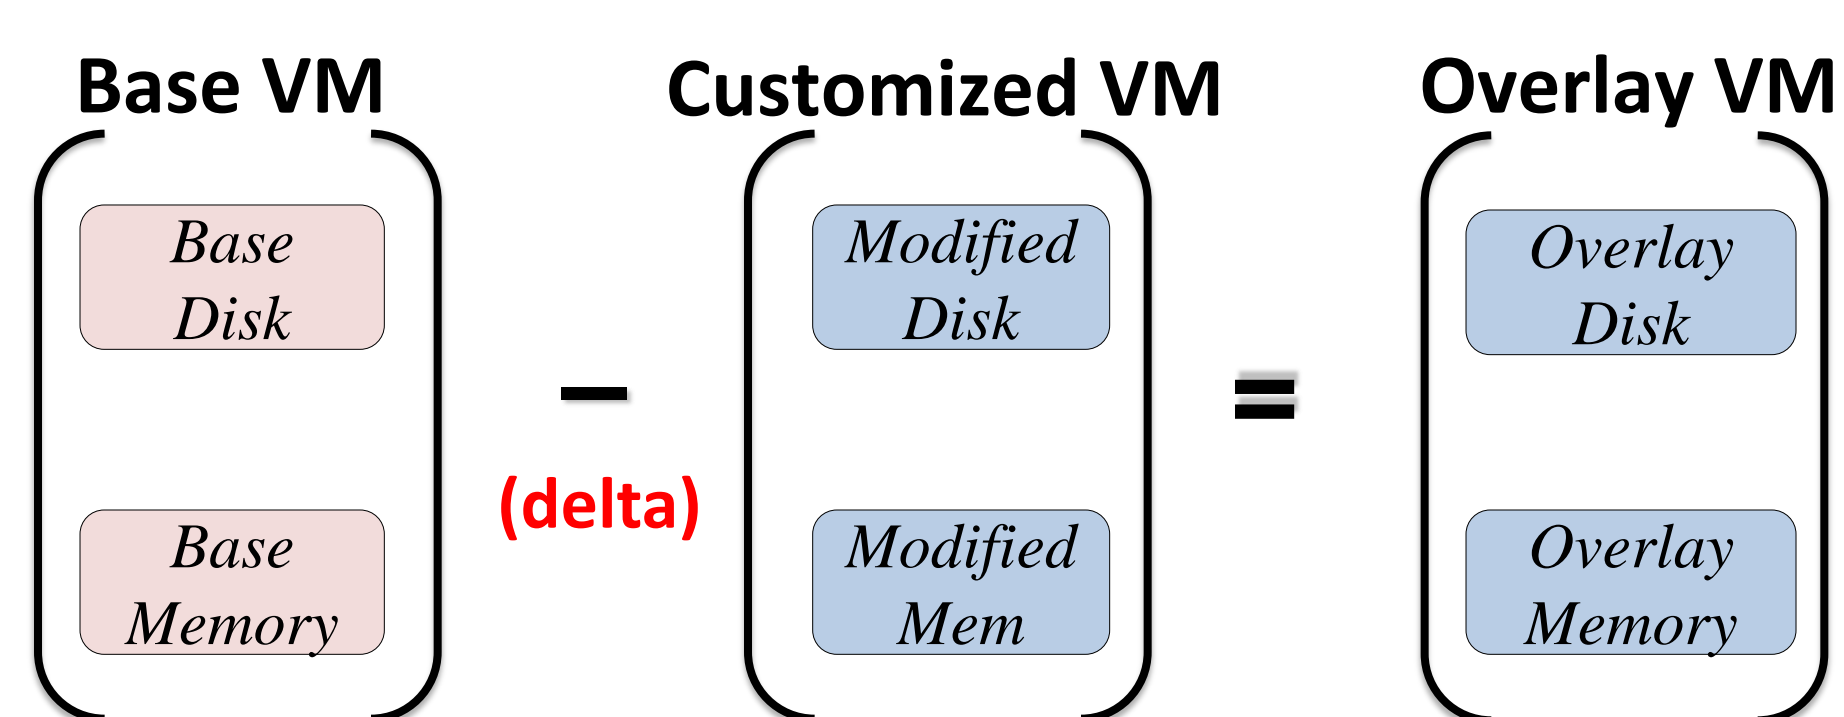 Base VM
Customized VM
Overlay VM
Base
Disk
Modified
Disk
Overlay
Disk
–
=
(delta)
Base
Memory
Modified
Mem
Overlay
Memory